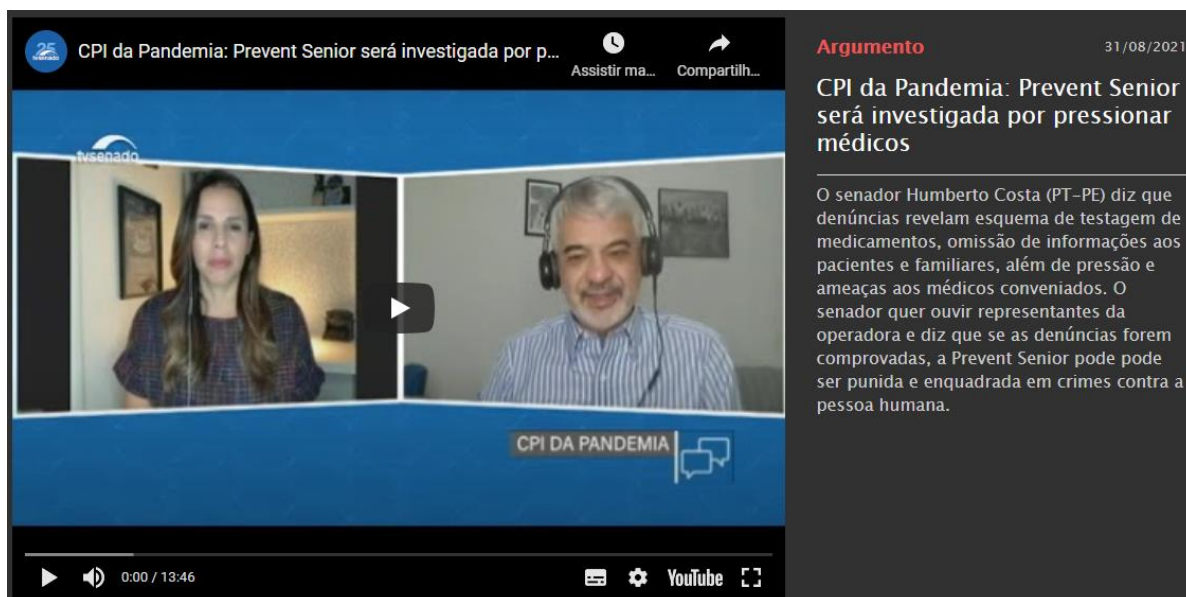 CPI da Pandemia: Prevent Senior será investigada por p...
Assistir ma...
Compartilh...
25
tvsenado
tvsenado
CPI DA PANDEMIA
0:00 / 13:46
YouTube
Argumento
31/08/2021
CPI da Pandemia: Prevent Senior
será investigada por pressionar
médicos
O senador Humberto Costa (PT-PE) diz que
denúncias revelam esquema de testagem de
medicamentos, omissão de informações aos
pacientes e familiares, além de pressão e
ameaças aos médicos conveniados. O
senador quer ouvir representantes da
operadora e diz que se as denúncias forem
comprovadas, a Prevent Senior pode pode
ser punida e enquadrada em crimes contra a
pessoa humana.